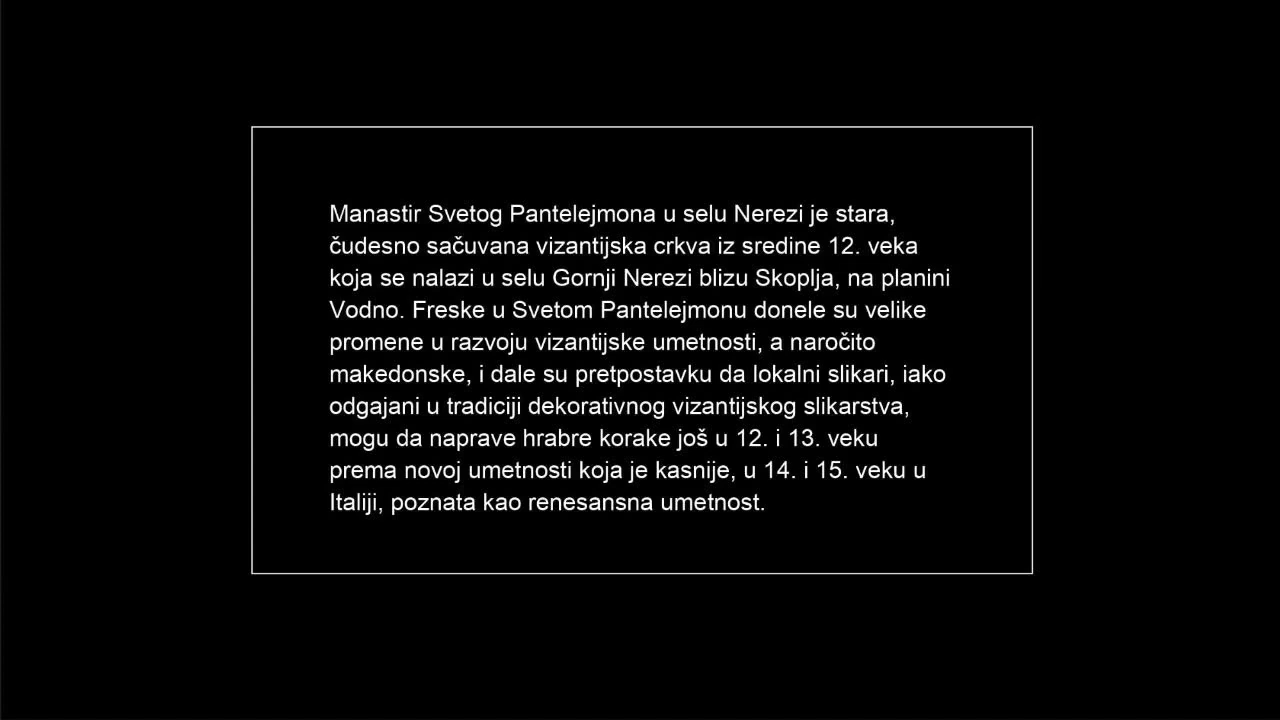 Manastir Svetog Pantelejmona u selu Nerezi je stara,
čudesno sačuvana vizantijska crkva iz sredine 12. veka
koja se nalazi u selu Gornji Nerezi blizu Skoplja, na planini
Vodno. Freske u Svetom Pantelejmonu donele su velike
promene u razvoju vizantijske umetnosti, a naročito
makedonske, i dale su pretpostavku da lokalni slikari, iako
odgajani u tradiciji dekorativnog vizantijskog slikarstva,
mogu da naprave hrabre korake još u 12. i 13. veku
prema novoj umetnosti koja je kasnije, u 14. i 15. veku u
Italiji, poznata kao renesansna umetnost.